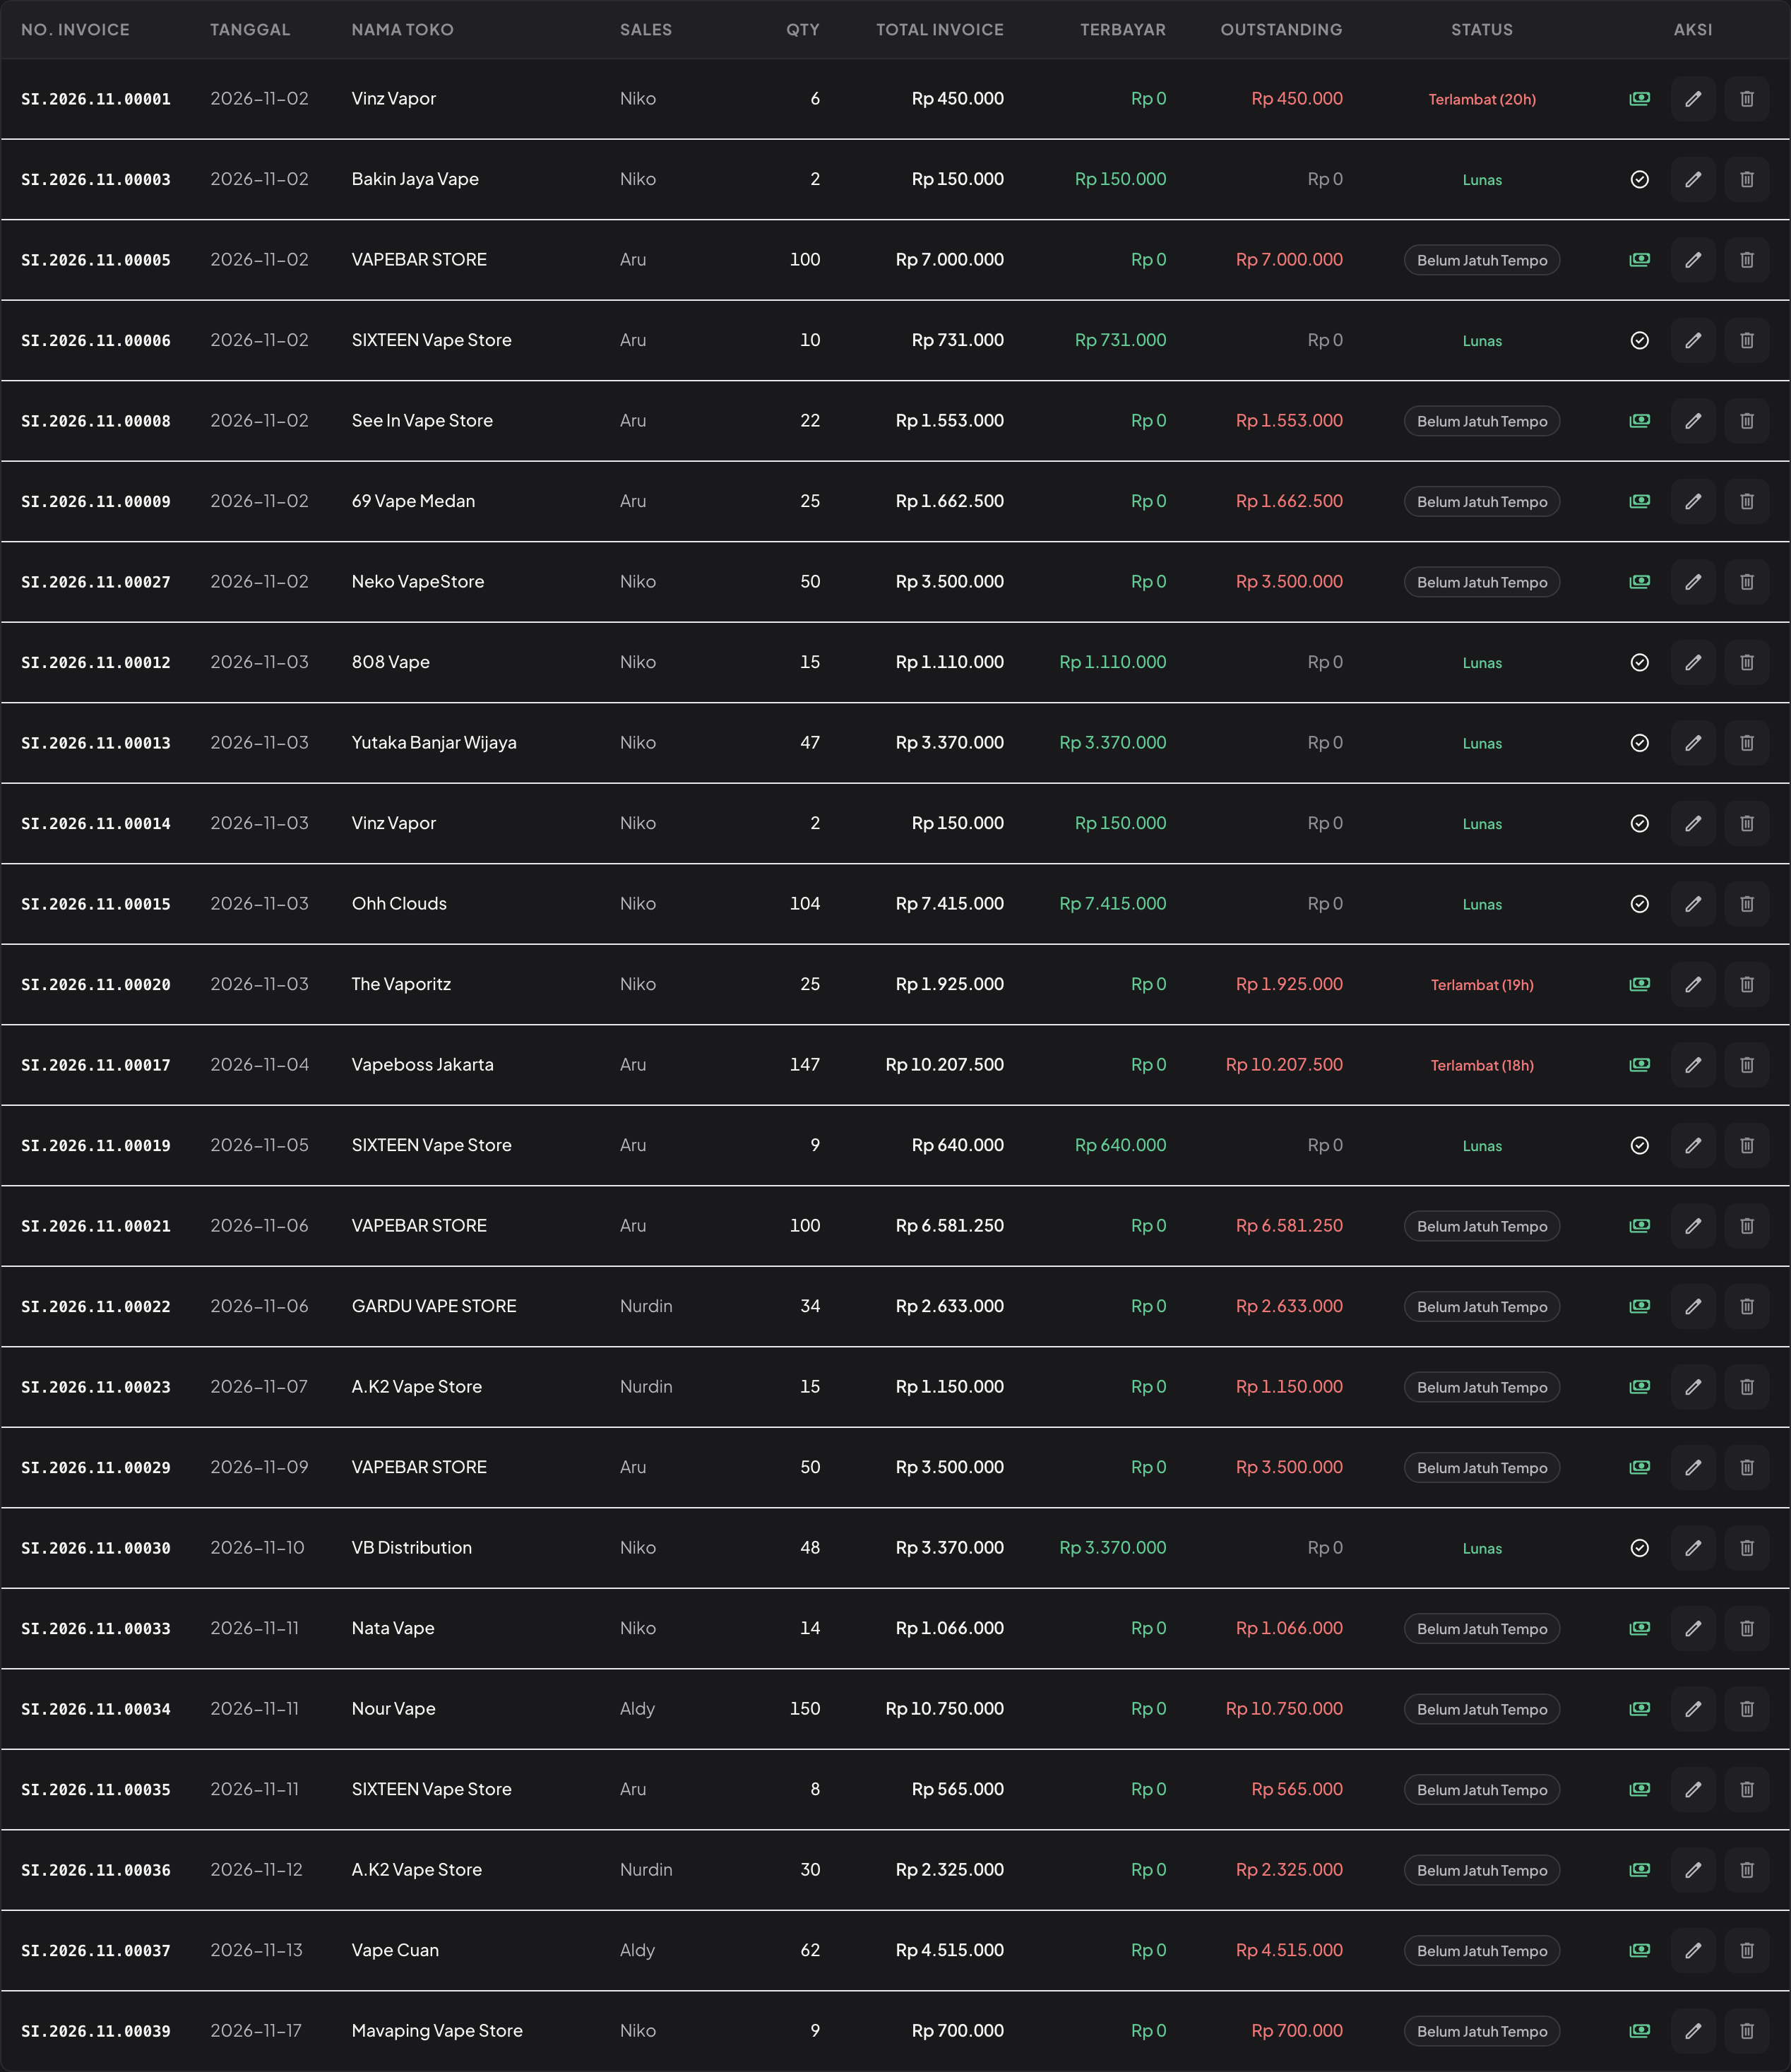 NO. INVOICE TANGGAL NAMA TOKO SALES QTY TOTAL INVOICE TERBAYAR OUTSTANDING STATUS AKSI
SI.2026.11.00001 2026-11-02 Vinz Vapor Niko 6 Rp 450.000 Rp 0 Rp 450.000 Terlambat (20h)
SI.2026.11.00003 2026-11-02 Bakin Jaya Vape Niko 2 Rp 150.000 Rp 150.000 Rp 0 Lunas
SI.2026.11.00005 2026-11-02 VAPEBAR STORE Aru 100 Rp 7.000.000 Rp 0 Rp 7.000.000 Belum Jatuh Tempo
SI.2026.11.00006 2026-11-02 SIXTEEN Vape Store Aru 10 Rp 731.000 Rp 731.000 Rp 0 Lunas
SI.2026.11.00008 2026-11-02 See In Vape Store Aru 22 Rp 1.553.000 Rp 0 Rp 1.553.000 Belum Jatuh Tempo
SI.2026.11.00009 2026-11-02 69 Vape Medan Aru 25 Rp 1.662.500 Rp 0 Rp 1.662.500 Belum Jatuh Tempo
SI.2026.11.00027 2026-11-02 Neko VapeStore Niko 50 Rp 3.500.000 Rp 0 Rp 3.500.000 Belum Jatuh Tempo
SI.2026.11.00012 2026-11-03 808 Vape Niko 15 Rp 1.110.000 Rp 1.110.000 Rp 0 Lunas
SI.2026.11.00013 2026-11-03 Yutaka Banjar Wijaya Niko 47 Rp 3.370.000 Rp 3.370.000 Rp 0 Lunas
SI.2026.11.00014 2026-11-03 Vinz Vapor Niko 2 Rp 150.000 Rp 150.000 Rp 0 Lunas
SI.2026.11.00015 2026-11-03 Ohh Clouds Niko 104 Rp 7.415.000 Rp 7.415.000 Rp 0 Lunas
SI.2026.11.00020 2026-11-03 The Vaporitz Niko 25 Rp 1.925.000 Rp 0 Rp 1.925.000 Terlambat (19h)
SI.2026.11.00017 2026-11-04 Vapeboss Jakarta Aru 147 Rp 10.207.500 Rp 0 Rp 10.207.500 Terlambat (18h)
SI.2026.11.00019 2026-11-05 SIXTEEN Vape Store Aru 9 Rp 640.000 Rp 640.000 Rp 0 Lunas
SI.2026.11.00021 2026-11-06 VAPEBAR STORE Aru 100 Rp 6.581.250 Rp 0 Rp 6.581.250 Belum Jatuh Tempo
SI.2026.11.00022 2026-11-06 GARDU VAPE STORE Nurdin 34 Rp 2.633.000 Rp 0 Rp 2.633.000 Belum Jatuh Tempo
SI.2026.11.00023 2026-11-07 A.K2 Vape Store Nurdin 15 Rp 1.150.000 Rp 0 Rp 1.150.000 Belum Jatuh Tempo
SI.2026.11.00029 2026-11-09 VAPEBAR STORE Aru 50 Rp 3.500.000 Rp 0 Rp 3.500.000 Belum Jatuh Tempo
SI.2026.11.00030 2026-11-10 VB Distribution Niko 48 Rp 3.370.000 Rp 3.370.000 Rp 0 Lunas
SI.2026.11.00033 2026-11-11 Nata Vape Niko 14 Rp 1.066.000 Rp 0 Rp 1.066.000 Belum Jatuh Tempo
SI.2026.11.00034 2026-11-11 Nour Vape Aldy 150 Rp 10.750.000 Rp 0 Rp 10.750.000 Belum Jatuh Tempo
SI.2026.11.00035 2026-11-11 SIXTEEN Vape Store Aru 8 Rp 565.000 Rp 0 Rp 565.000 Belum Jatuh Tempo
SI.2026.11.00036 2026-11-12 A.K2 Vape Store Nurdin 30 Rp 2.325.000 Rp 0 Rp 2.325.000 Belum Jatuh Tempo
SI.2026.11.00037 2026-11-13 Vape Cuan Aldy 62 Rp 4.515.000 Rp 0 Rp 4.515.000 Belum Jatuh Tempo
SI.2026.11.00039 2026-11-17 Mavaping Vape Store Niko 9 Rp 700.000 Rp 0 Rp 700.000 Belum Jatuh Tempo